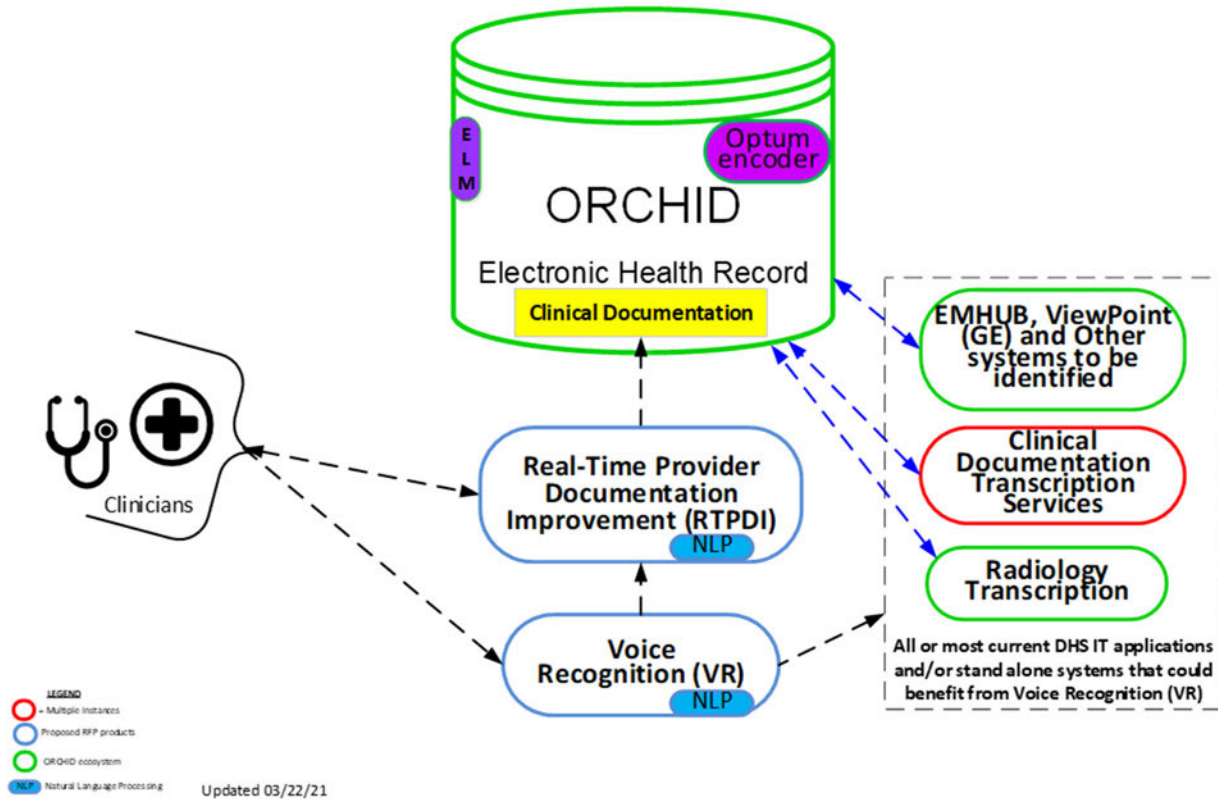 E
L
M
Optum
encoder
ORCHID
Electronic Health Record
Clinical Documentation
EMHUB, ViewPoint
(GE) and Other
systems to be
identified
Clinical
Documentation
Transcription
Services
Radiology
Transcription
All or most current DHS IT applications
and/or stand alone systems that could
benefit from Voice Recognition (VR)
Clinicians
Real-Time Provider
Documentation
Improvement (RTPDI)
NLP
Voice
Recognition (VR)
NLP
LEGEND
= Multiple Instances
Proposed RFP products
ORCHID ecosystem
NLP Natural Language Processing
Updated 03/22/21